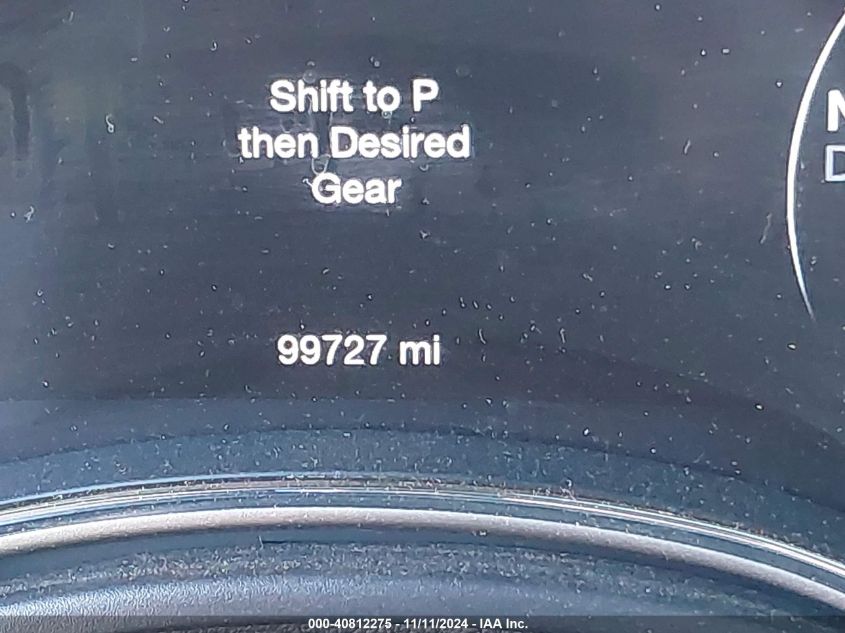 Shift to P
then Desired
Gear
99727 mi
000-40812275 - 11/11/2024 - IAA Inc.